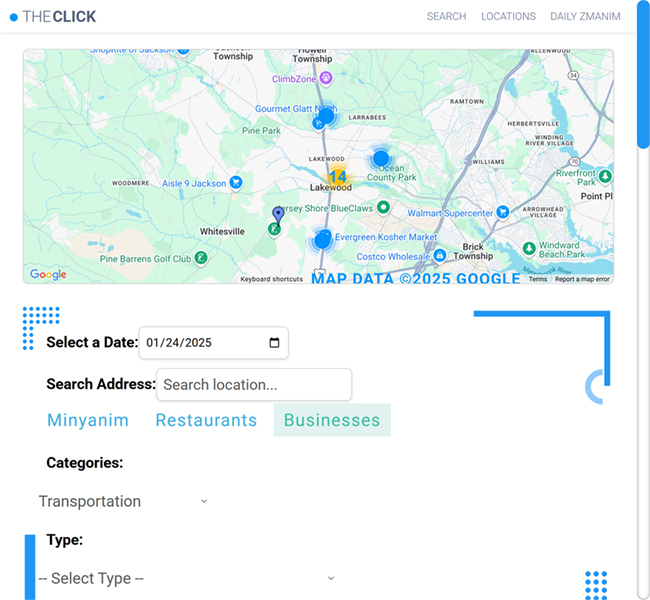 THECLICK
SEARCH LOCATIONS DAILY ZMANIM
ShopRite of Jackson
Township
Howell
Township
ALLENWOOD
34
ClimbZone
Gourmet Glatt North
LARRABEES
RAMTOWN
HERBERTSVILLE
Pine Park
WINDING
RIVER VILLAGE
LAKEWOOD
WILLIAMS
70
Ocean
County Park
14
Lakewood
Riverfront
Park
WOODMERE
Aisle 9 Jackson
Point Pl
Jersey Shore BlueClaws
Walmart Supercenter
ARROWHEAD
VILLAGE
Whitesville
Evergreen Kosher Market
Costco Wholesale
Brick
Township
Windward
Beach Park
Pine Barrens Golf Club
Google
Keyboard shortcuts
MAP DATA ©2025 GOOGLE
Terms
Report a map error
Select a Date: 01/24/2025
Search Address: Search location...
Minyanim Restaurants Businesses
Categories:
Transportation
Type:
-- Select Type --